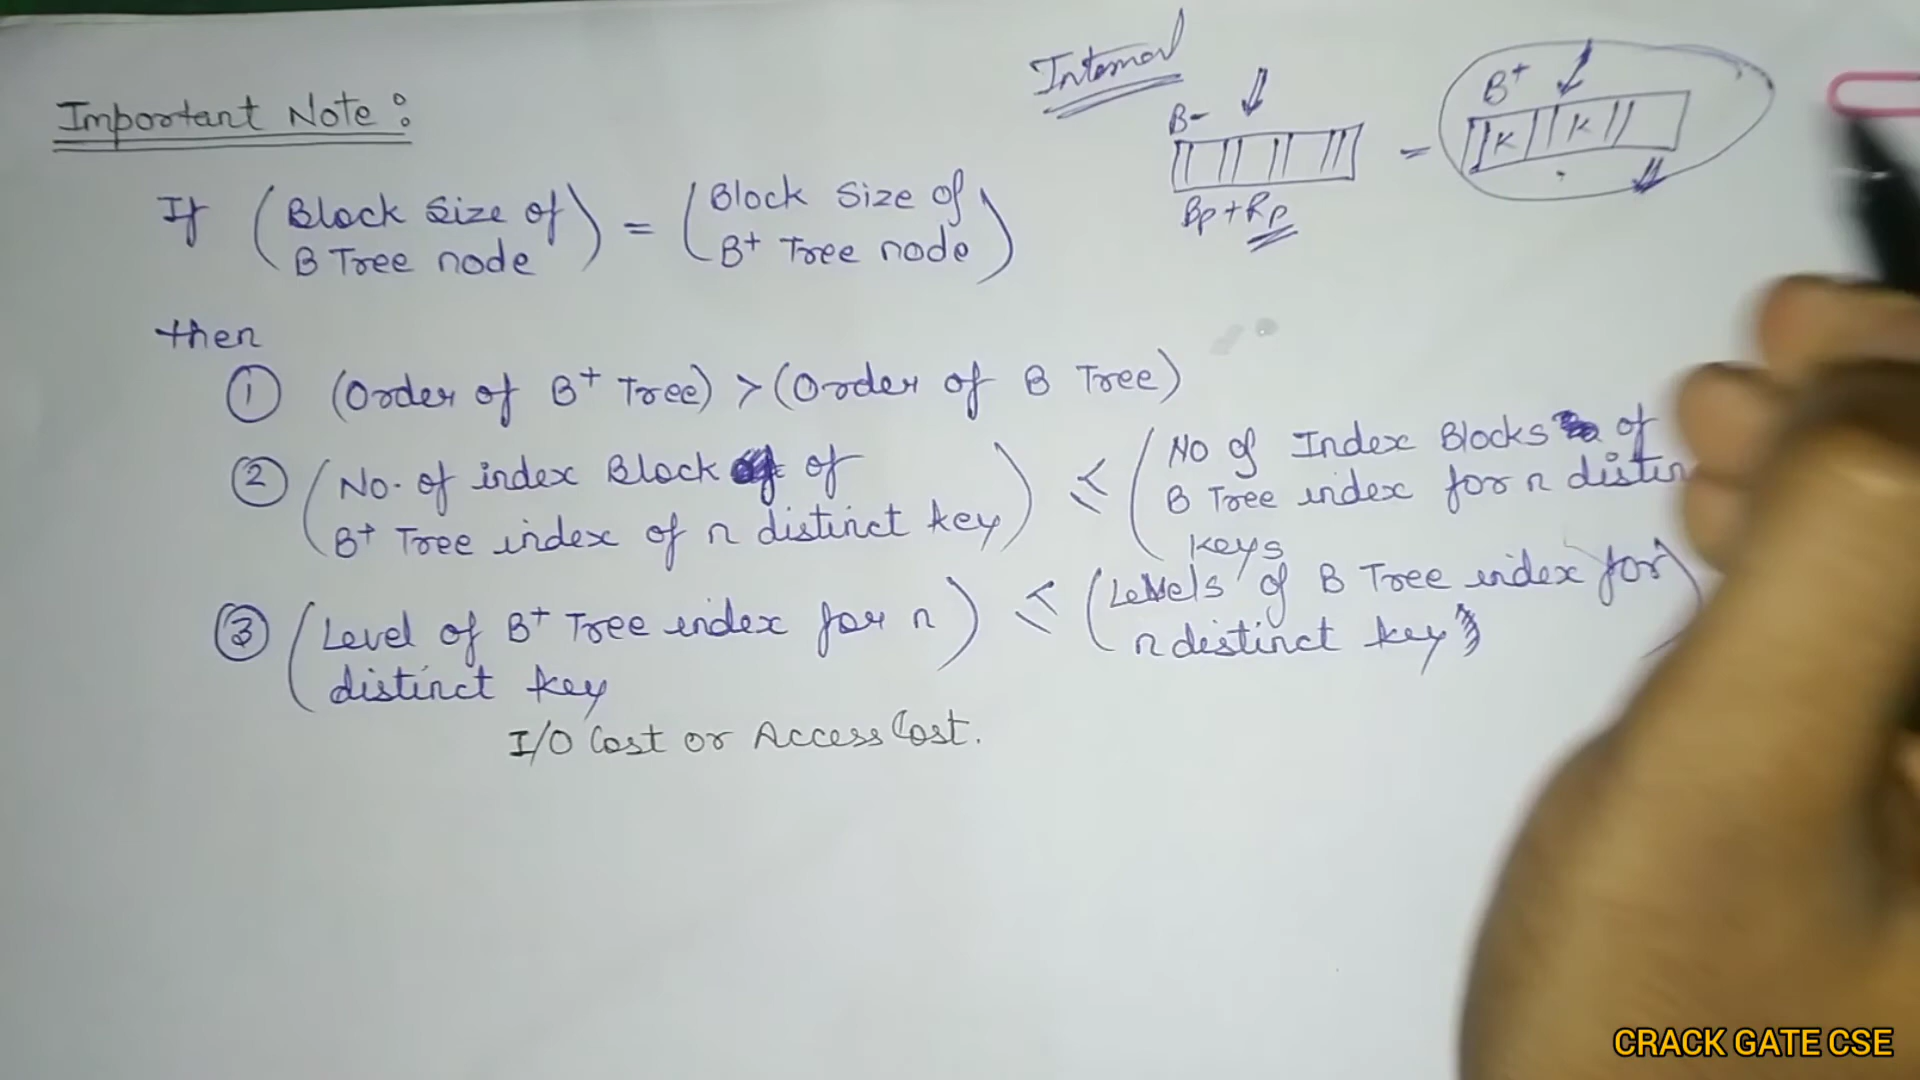 Important Note :
Internal
B-
B+
K K
Bp + Rp
If (Block Size of B Tree node) = (Block Size of B+ Tree node)
then
① (Order of B+ Tree) > (Order of B Tree)
② (No. of index Block of B+ Tree index of n distinct key) ≤ (No of Index Blocks of B Tree index for n distin keys
③ (Level of B+ Tree index for n distinct key) ≤ (Levels of B Tree index for n distinct key)
I/O Cost or Access Cost.
CRACK GATE CSE